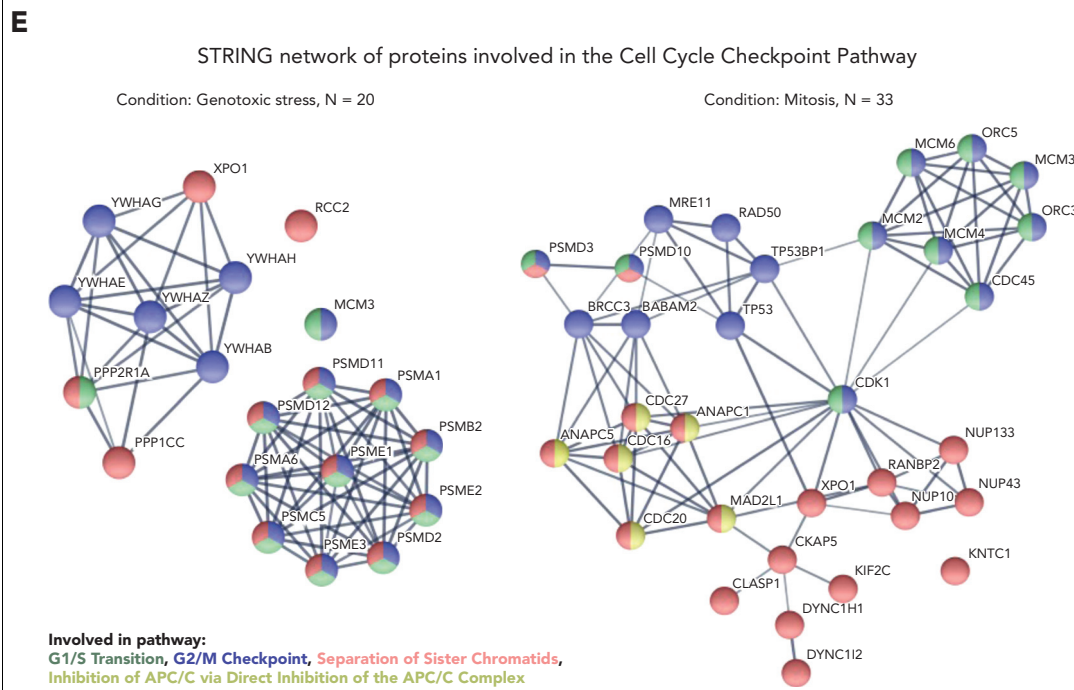 E
STRING network of proteins involved in the Cell Cycle Checkpoint Pathway
Condition: Genotoxic stress, N = 20
XPO1
YWHAG
RCC2
YWHAH
YWHAE
YWHAZ
MCM3
YWHAB
PPP2R1A
PPP1CC
PSMD11
PSMA1
PSMD12
PSMB2
PSME1
PSMA6
PSME2
PSMC5
PSME3
PSMD2
Condition: Mitosis, N = 33
ORC5
MCM6
MCM3
MCM2
ORC3
MCM4
CDC45
MRE11
RAD50
PSMD3
PSMD10
TP53BP1
BRCC3
BABAM2
TP53
CDK1
CDC27
ANAPC1
ANAPC5
CDC16
NUP133
RANBP2
XPO1
NUP43
NUP10
MAD2L1
CDC20
CKAP5
KNTC1
KIF2C
CLASP1
DYNC1H1
DYNC1I2
Involved in pathway:
G1/S Transition, G2/M Checkpoint, Separation of Sister Chromatids,
Inhibition of APC/C via Direct Inhibition of the APC/C Complex